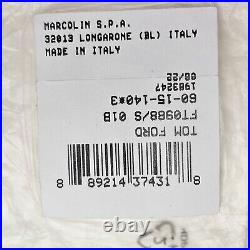 MARCOLIN S.P.A.
32013 LONGARONE (BL) ITALY
MADE IN ITALY
TOM FORD
FT0988/S 01B
60-15-140*3
08/22
8 89214 37431 8